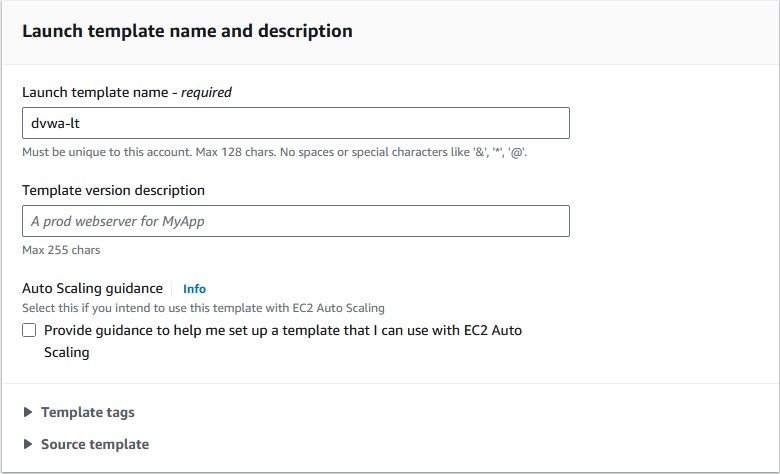 Launch template name and description
Launch template name - required
dvwa-lt
Must be unique to this account. Max 128 chars. No spaces or special characters like '&', '*', '@'.
Template version description
A prod webserver for MyApp
Max 255 chars
Auto Scaling guidance Info
Select this if you intend to use this template with EC2 Auto Scaling
Provide guidance to help me set up a template that I can use with EC2 Auto
Scaling
Template tags
Source template